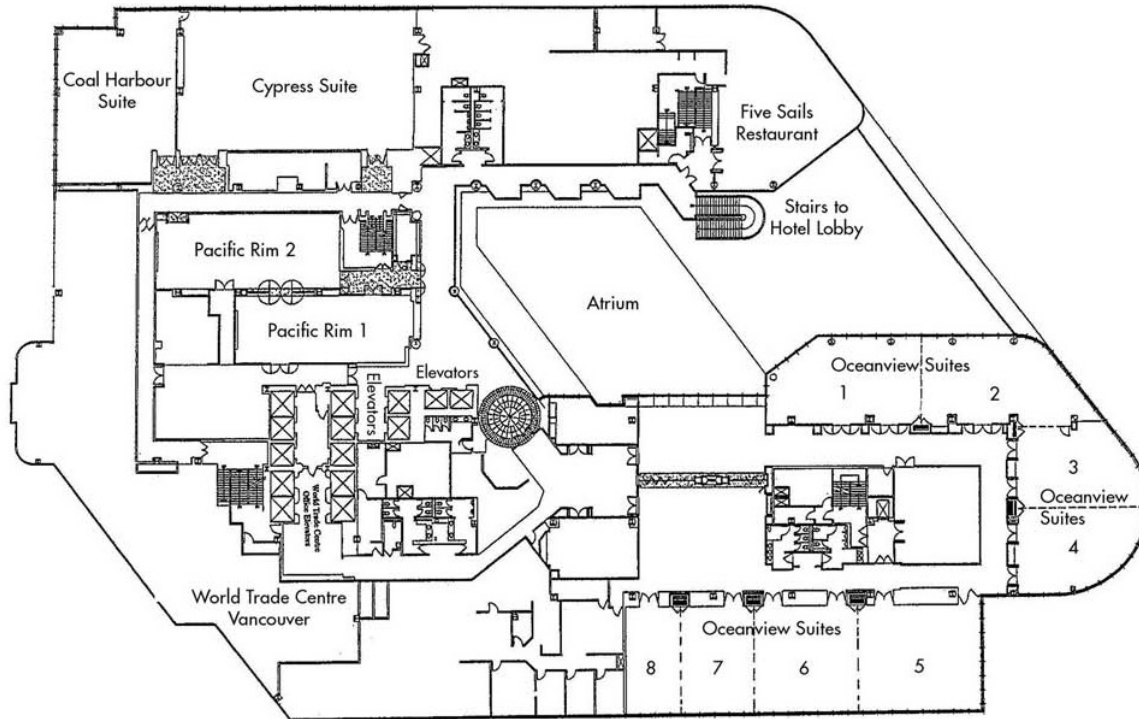 Coal Harbour
Suite
Cypress Suite
Five Sails
Restaurant
Stairs to
Hotel Lobby
Pacific Rim 2
Atrium
Pacific Rim 1
Elevators
Elevators
Oceanview Suites
1
2
3
Oceanview
Suites
4
World Trade Centre
Office Elevators
World Trade Centre
Vancouver
Oceanview Suites
8
7
6
5